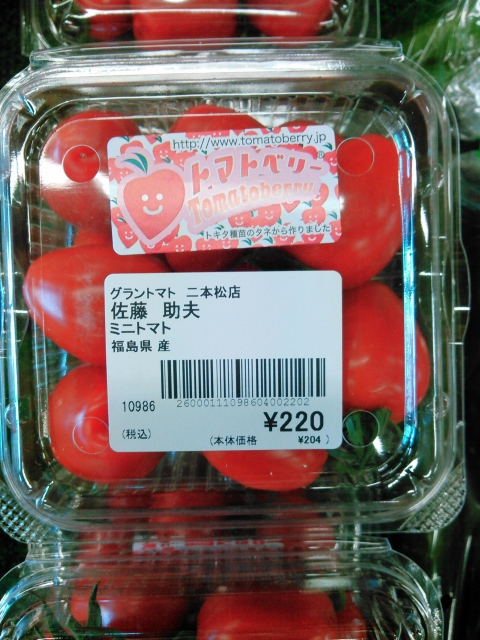 http://www.tomatoberry.jp
トマトベリー®
Tomatoberry
トキタ種苗のタネから作りました
グラントマト 二本松店
佐藤 助夫
ミニトマト
福島県 産
10986
26000111098604002202
(税込)
¥220
(本体価格 ¥204)